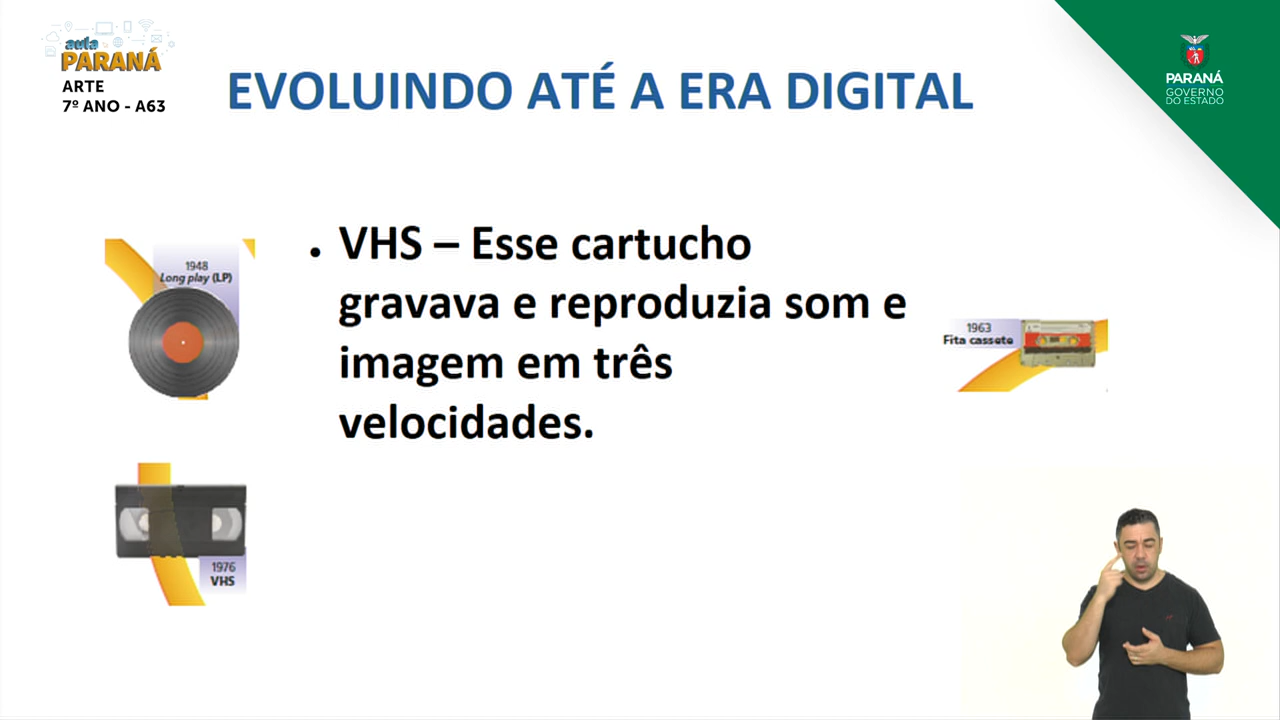 aula
PARANÁ
ARTE
7º ANO - A63
EVOLUINDO ATÉ A ERA DIGITAL
PARANÁ
GOVERNO
DO ESTADO
1948
Long play (LP)
• VHS – Esse cartucho
gravava e reproduzia som e
imagem em três
velocidades.
1963
Fita cassete
1976
VHS